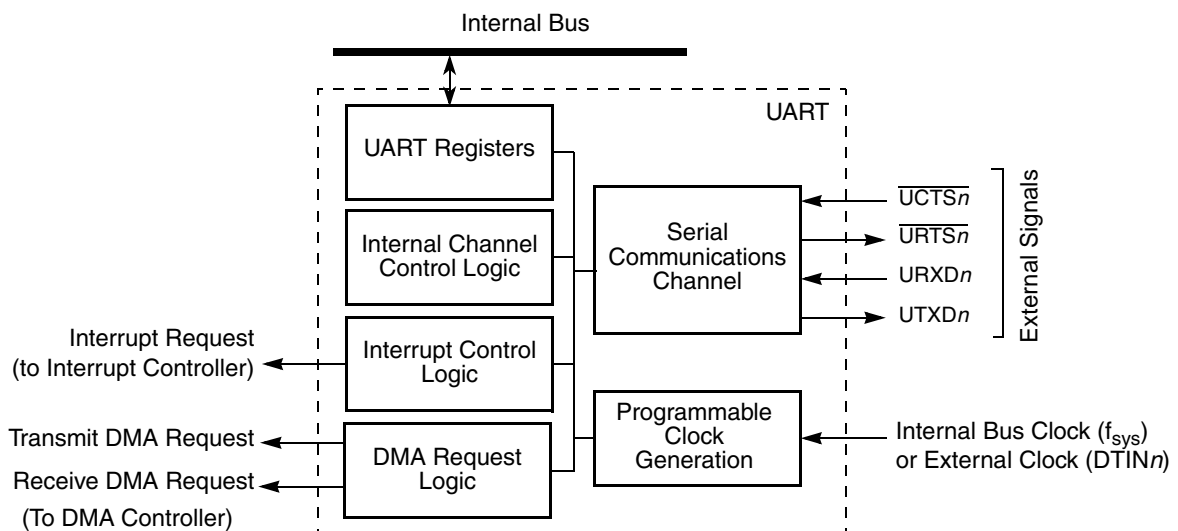 Internal Bus
UART
UART Registers
Internal Channel
Control Logic
Interrupt Control
Logic
DMA Request
Logic
Serial
Communications
Channel
Programmable
Clock
Generation
UCTSn
URTSn
URXDn
UTXDn
External Signals
Interrupt Request
(to Interrupt Controller)
Transmit DMA Request
Receive DMA Request
(To DMA Controller)
Internal Bus Clock (fsys)
or External Clock (DTINn)